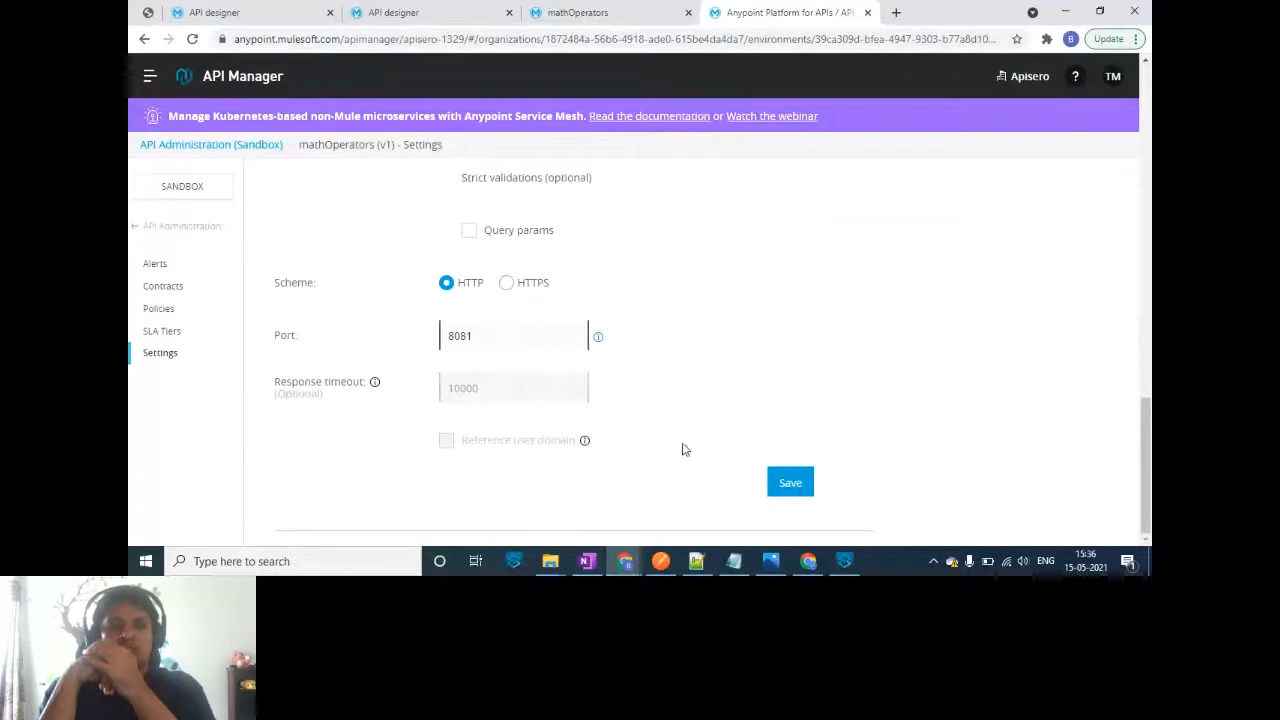 API designer
API designer
mathOperators
Anypoint Platform for APIs / API
anypoint.mulesoft.com/apimanager/apisero-1329/#/organizations/1872484a-56b6-4918-ade0-615be4da4da7/environments/39ca309d-bfea-4947-9303-b77a8d10...
B
Update
API Manager
Apisero
?
TM
Manage Kubernetes-based non-Mule microservices with Anypoint Service Mesh. Read the documentation or Watch the webinar
API Administration (Sandbox)
mathOperators (v1) - Settings
SANDBOX
API Administration
Alerts
Contracts
Policies
SLA Tiers
Settings
Strict validations (optional)
Query params
Scheme:
HTTP
HTTPS
Port:
8081
Response timeout:
(Optional)
10000
Reference user domain
Save
Type here to search
ENG
15:36
15-05-2021
1